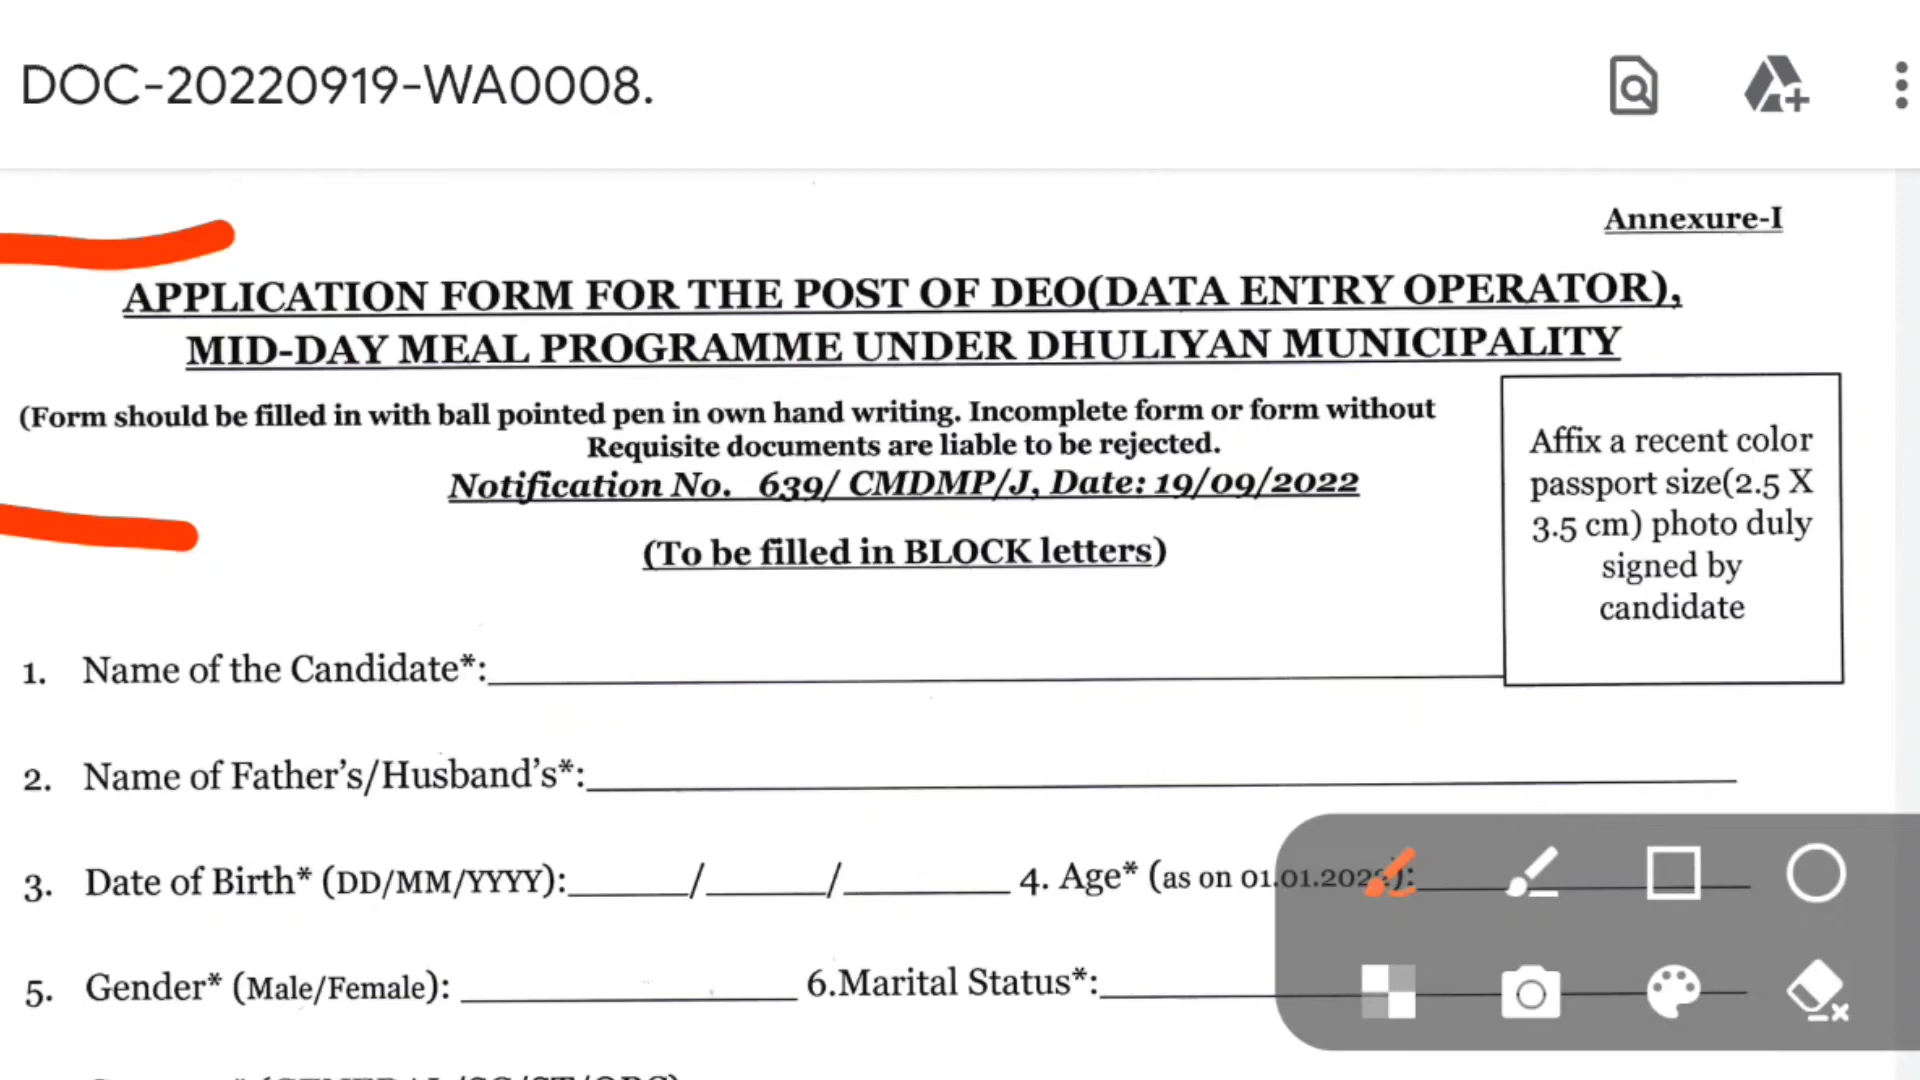 DOC-20220919-WA0008.
Annexure-I
APPLICATION FORM FOR THE POST OF DEO(DATA ENTRY OPERATOR),
MID-DAY MEAL PROGRAMME UNDER DHULIYAN MUNICIPALITY
(Form should be filled in with ball pointed pen in own hand writing. Incomplete form or form without
Requisite documents are liable to be rejected.
Notification No. 639/ CMDMP/J, Date: 19/09/2022
(To be filled in BLOCK letters)
Affix a recent color
passport size(2.5 X
3.5 cm) photo duly
signed by
candidate
1. Name of the Candidate*:
2. Name of Father's/Husband's*:
3. Date of Birth* (DD/MM/YYYY): / / 4. Age* (as on 01.01.2022):
5. Gender* (Male/Female): 6.Marital Status*: